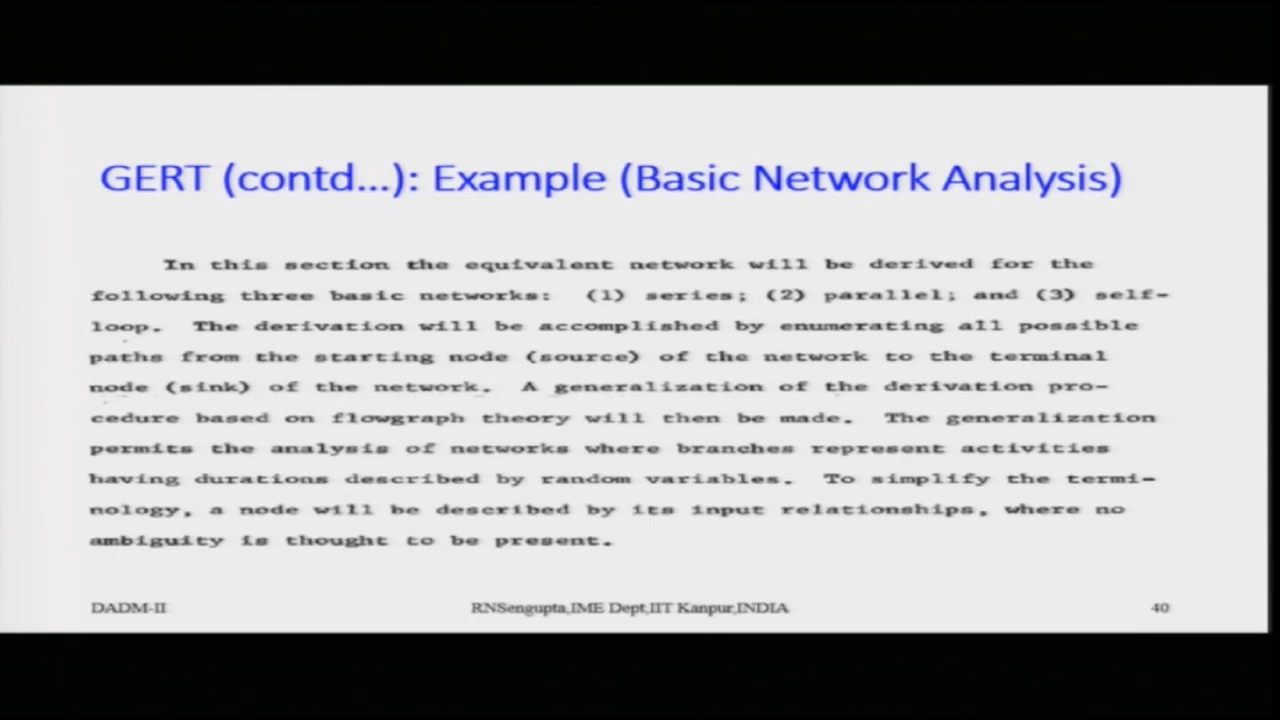 GERT (contd...): Example (Basic Network Analysis)
In this section the equivalent network will be derived for the
following three basic networks: (1) series; (2) parallel; and (3) self-
loop. The derivation will be accomplished by enumerating all possible
paths from the starting node (source) of the network to the terminal
node (sink) of the network. A generalization of the derivation pro-
cedure based on flowgraph theory will then be made. The generalization
permits the analysis of networks where branches represent activities
having durations described by random variables. To simplify the termi-
nology, a node will be described by its input relationships, where no
ambiguity is thought to be present.
DADM-II RNSengupta,IME Dept,IIT Kanpur,INDIA 40